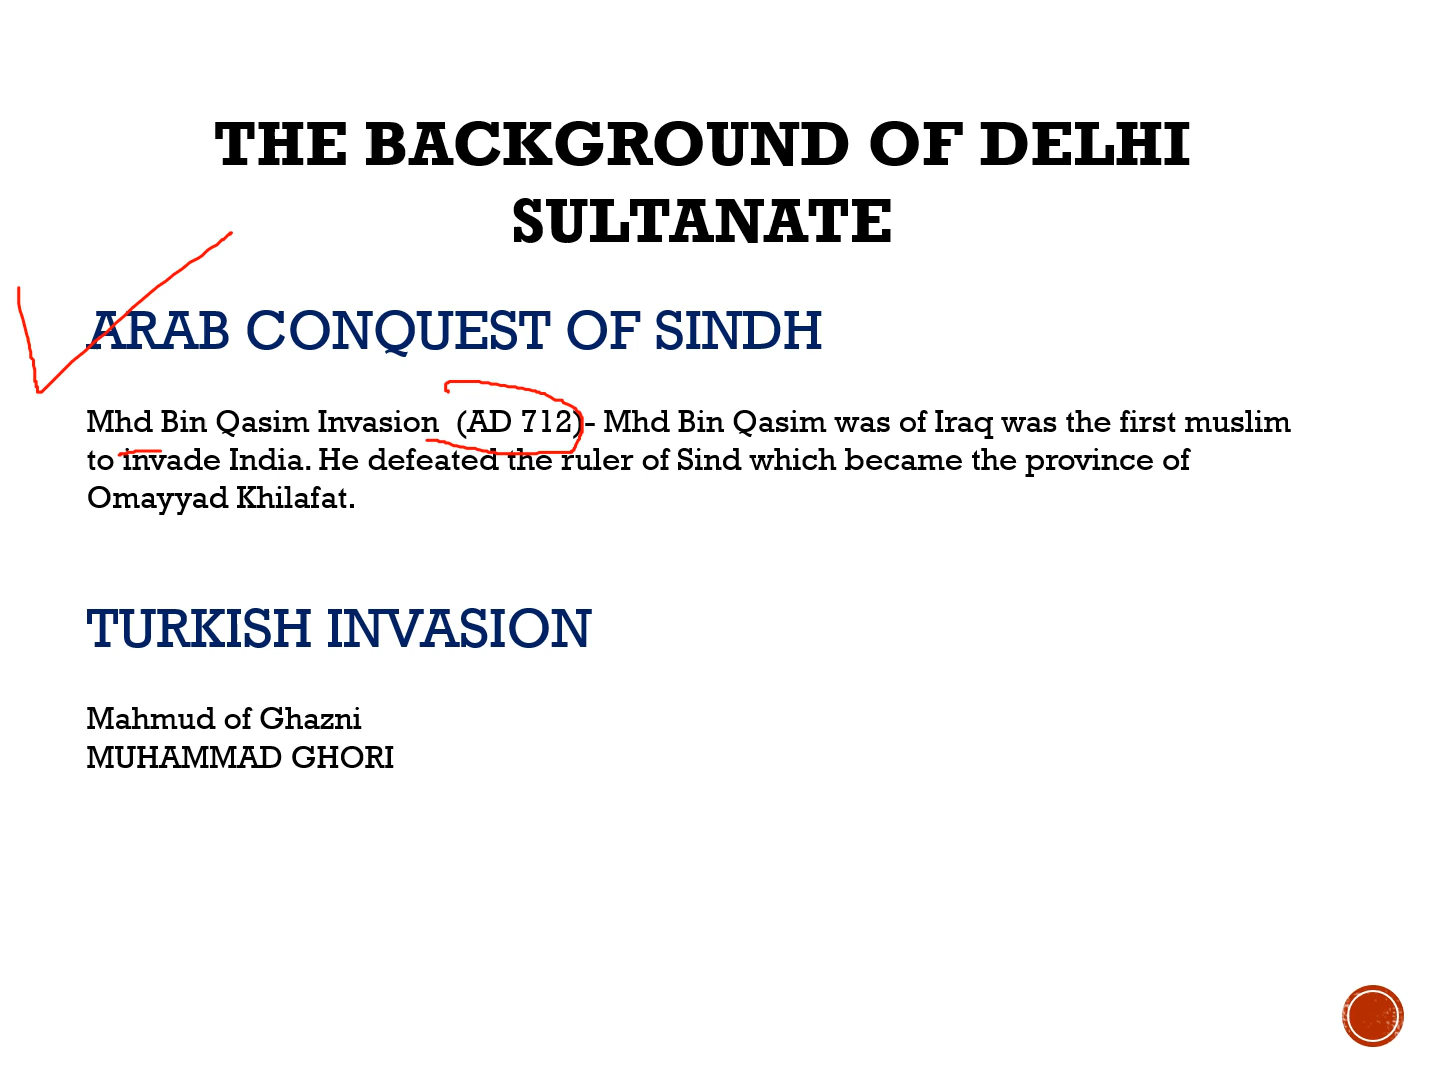 THE BACKGROUND OF DELHI
SULTANATE
ARAB CONQUEST OF SINDH
Mhd Bin Qasim Invasion (AD 712)- Mhd Bin Qasim was of Iraq was the first muslim
to invade India. He defeated the ruler of Sind which became the province of
Omayyad Khilafat.
TURKISH INVASION
Mahmud of Ghazni
MUHAMMAD GHORI